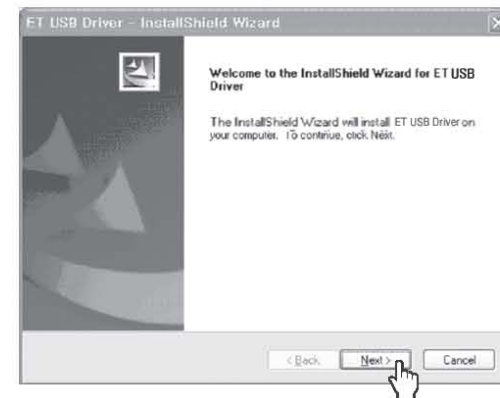 ET USB Driver - InstallShield Wizard
Welcome to the InstallShield Wizard for ET USB
Driver
The InstallShield Wizard will install ET USB Driver on
your computer. To continue, click Next.
< Back
Next >
Cancel